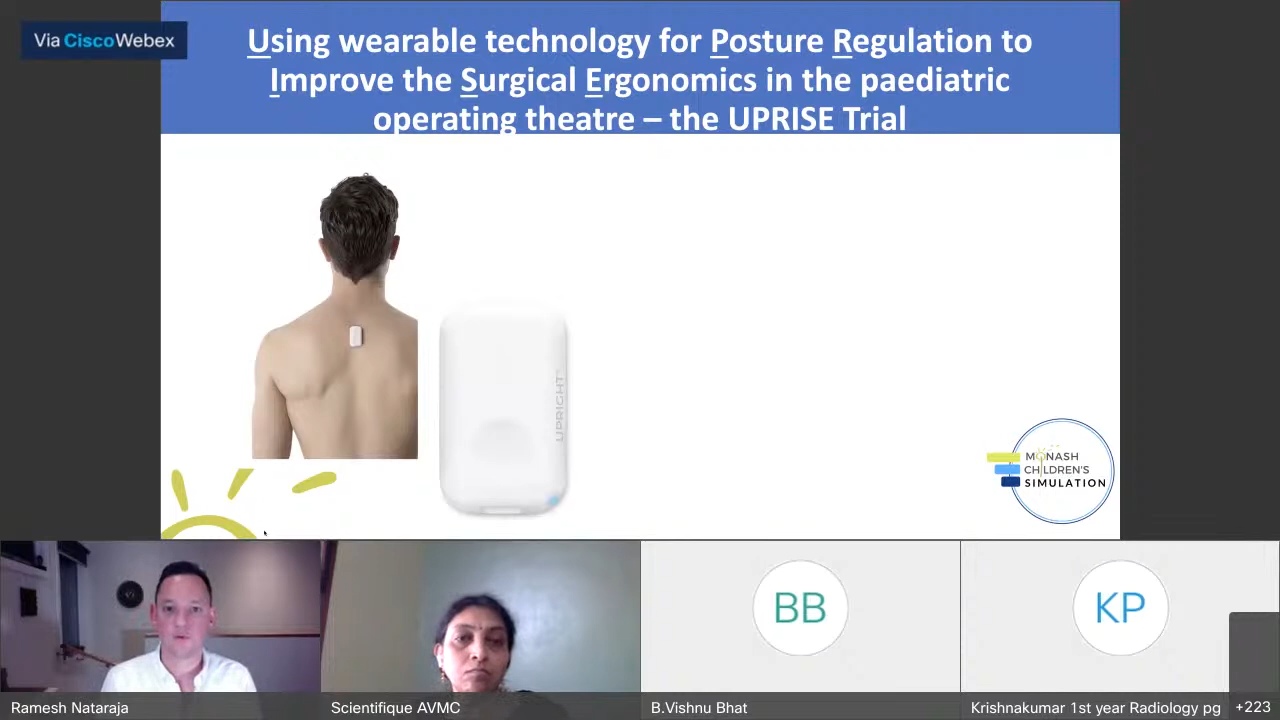 Via Cisco Webex
Using wearable technology for Posture Regulation to
Improve the Surgical Ergonomics in the paediatric
operating theatre – the UPRISE Trial
UPRIGHT
MONASH
CHILDREN'S
SIMULATION
BB
KP
Ramesh Nataraja
Scientifique AVMC
B.Vishnu Bhat
Krishnakumar 1st year Radiology pg
+223